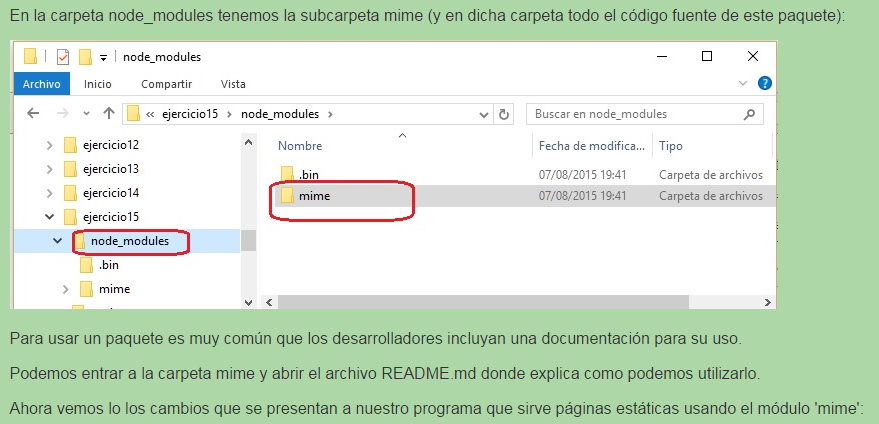 En la carpeta node_modules tenemos la subcarpeta mime (y en dicha carpeta todo el código fuente de este paquete):
node_modules
Archivo Inicio Compartir Vista
« ejercicio15 > node_modules > Buscar en node_modules
ejercicio12
ejercicio13
ejercicio14
ejercicio15
node_modules
.bin
mime
Nombre Fecha de modifica... Tipo
.bin 07/08/2015 19:41 Carpeta de archivos
mime 07/08/2015 19:41 Carpeta de archivos
Para usar un paquete es muy común que los desarrolladores incluyan una documentación para su uso.
Podemos entrar a la carpeta mime y abrir el archivo README.md donde explica como podemos utilizarlo.
Ahora vemos lo los cambios que se presentan a nuestro programa que sirve páginas estáticas usando el módulo 'mime':